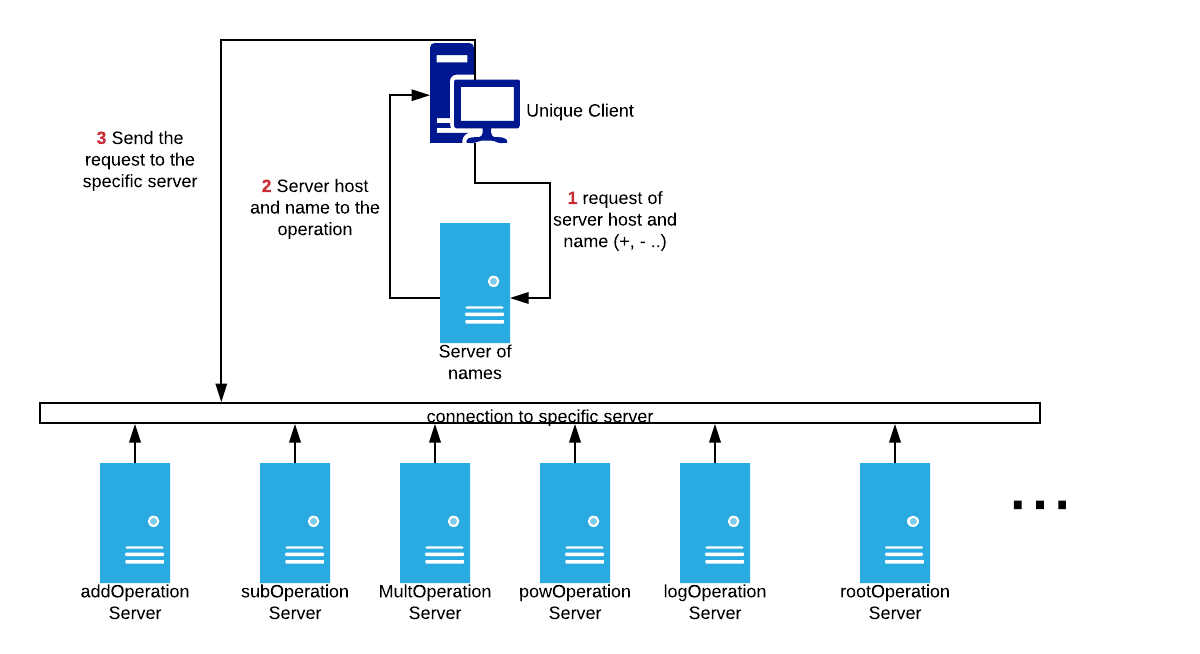 Unique Client
3 Send the
request to the
specific server
2 Server host
and name to the
operation
1 request of
server host and
name (+, - ..)
Server of
names
connection to specific server
addOperation
Server
subOperation
Server
MultOperation
Server
powOperation
Server
logOperation
Server
rootOperation
Server
...